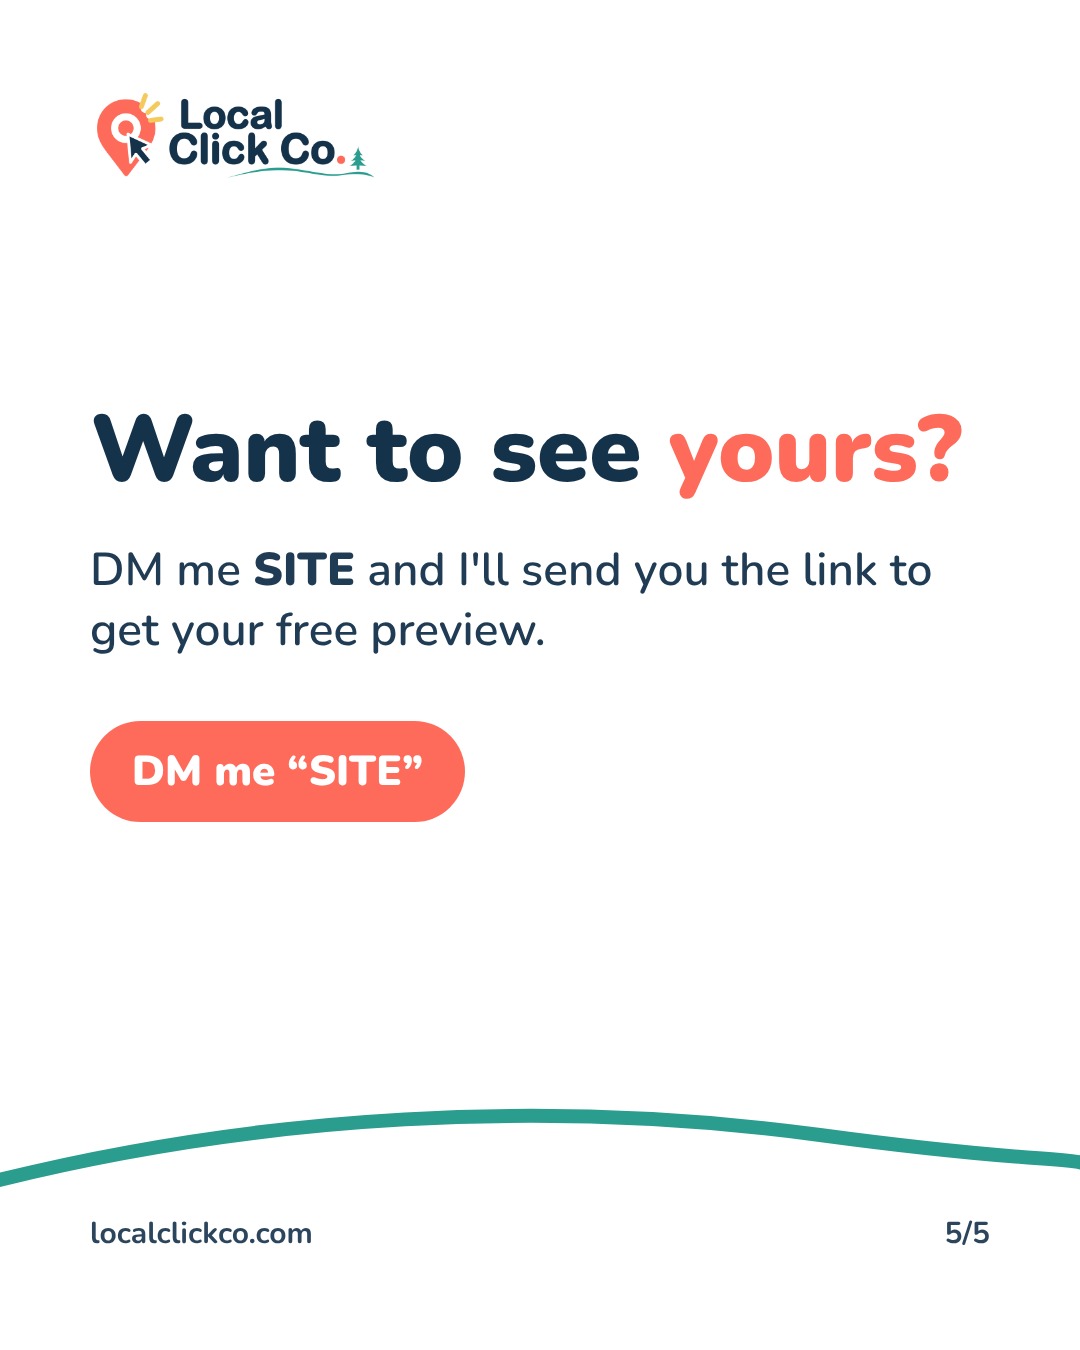 Local
Click Co.
Want to see yours?
DM me SITE and I'll send you the link to
get your free preview.
DM me “SITE”
localclickco.com
5/5